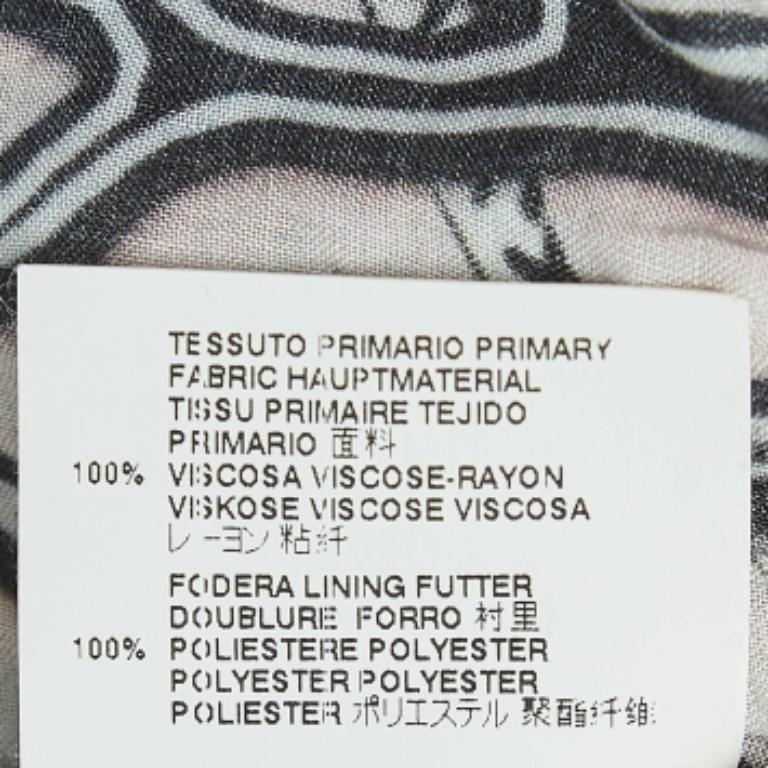 TESSUTO PRIMARIO PRIMARY
FABRIC HAUPTMATERIAL
TISSU PRIMAIRE TEJIDO
PRIMARIO 面料
100% VISCOSA VISCOSE-RAYON
VISKOSE VISCOSE VISCOSA
レーヨン 粘纤
FODERA LINING FUTTER
DOUBLURE FORRO 衬里
100% POLIESTERE POLYESTER
POLYESTER POLYESTER
POLIESTER ポリエステル 聚酯纤维